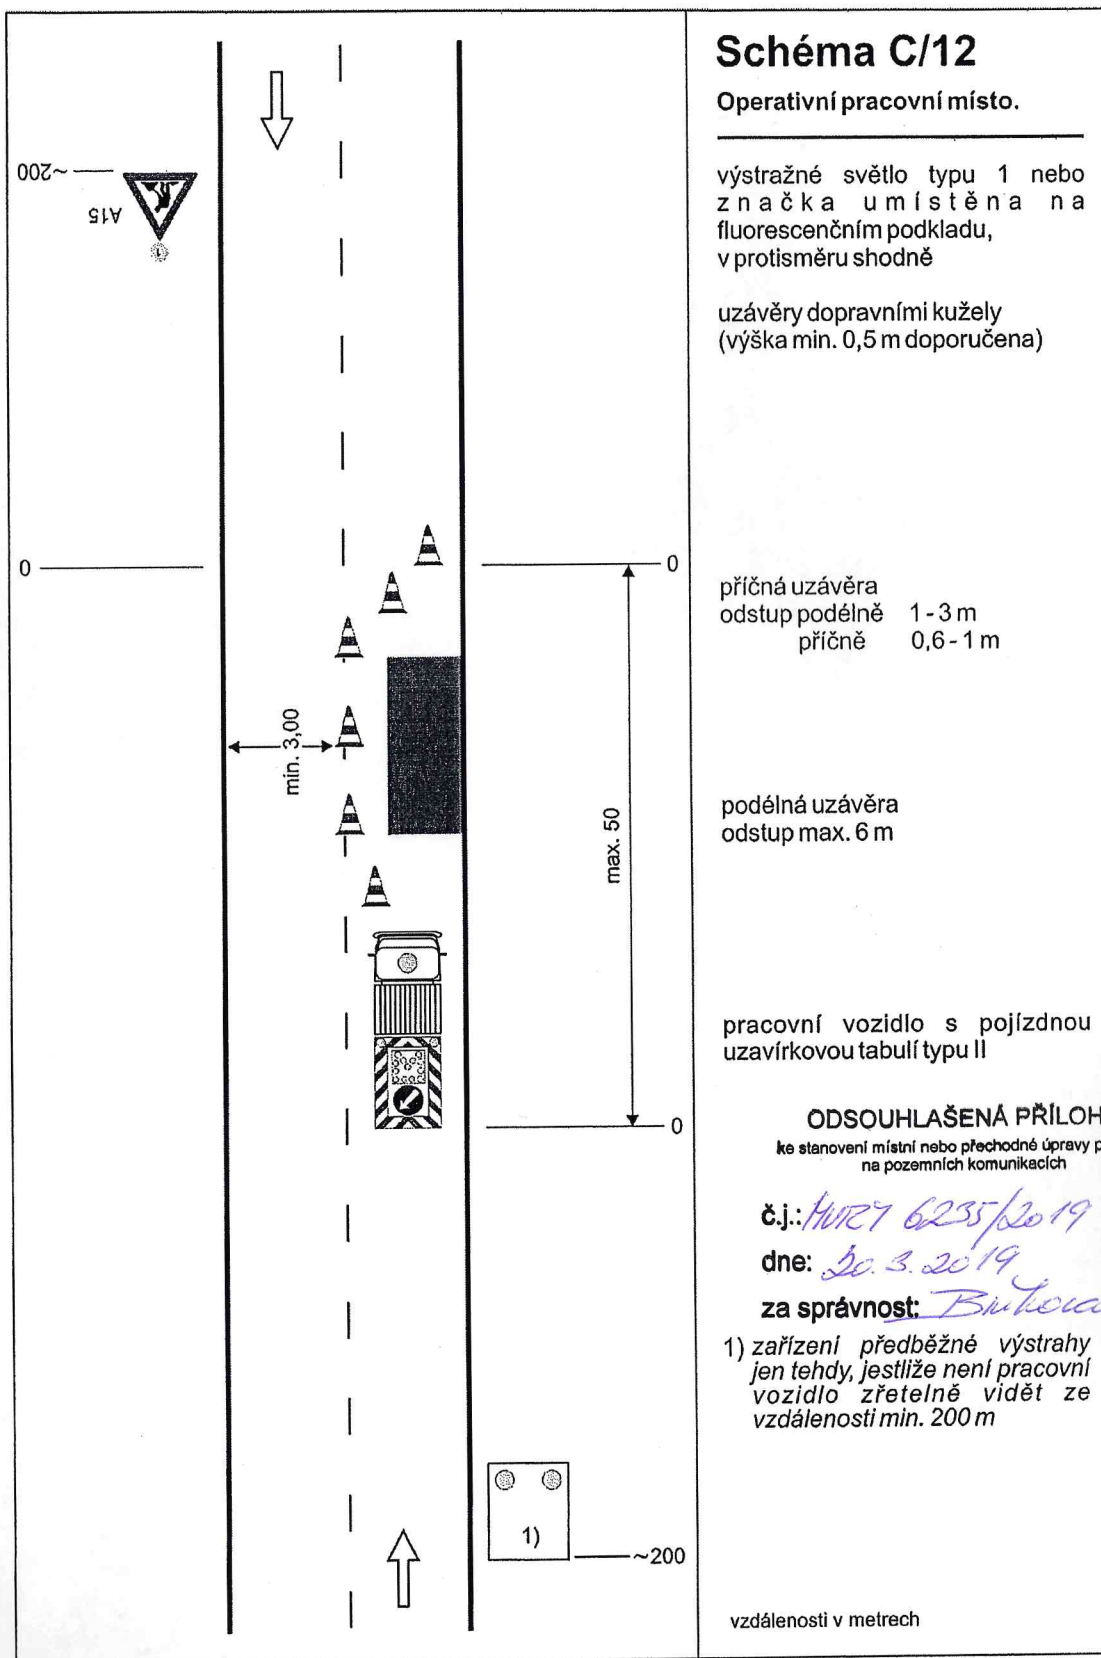 Schéma C/12
Operativní pracovní místo.
výstražné světlo typu 1 nebo
značka umístěna na
fluorescenčním podkladu,
v protisměru shodně
uzávěry dopravními kužely
(výška min. 0,5 m doporučena)
~200
A15
1
0
0
příčná uzávěra
odstup podélně 1 - 3 m
příčně 0,6 - 1 m
min. 3,00
max. 50
podélná uzávěra
odstup max. 6 m
pracovní vozidlo s pojízdnou
uzavírkovou tabulí typu II
0
ODSOUHLAŠENÁ PŘÍLOH
ke stanovení místní nebo přechodné úpravy p
na pozemních komunikacích
č.j.: 6235/2019
dne: 20. 3. 2019
za správnost:
1) zařízení předběžné výstrahy
jen tehdy, jestliže není pracovní
vozidlo zřetelně vidět ze
vzdálenosti min. 200 m
1)
~200
vzdálenosti v metrech